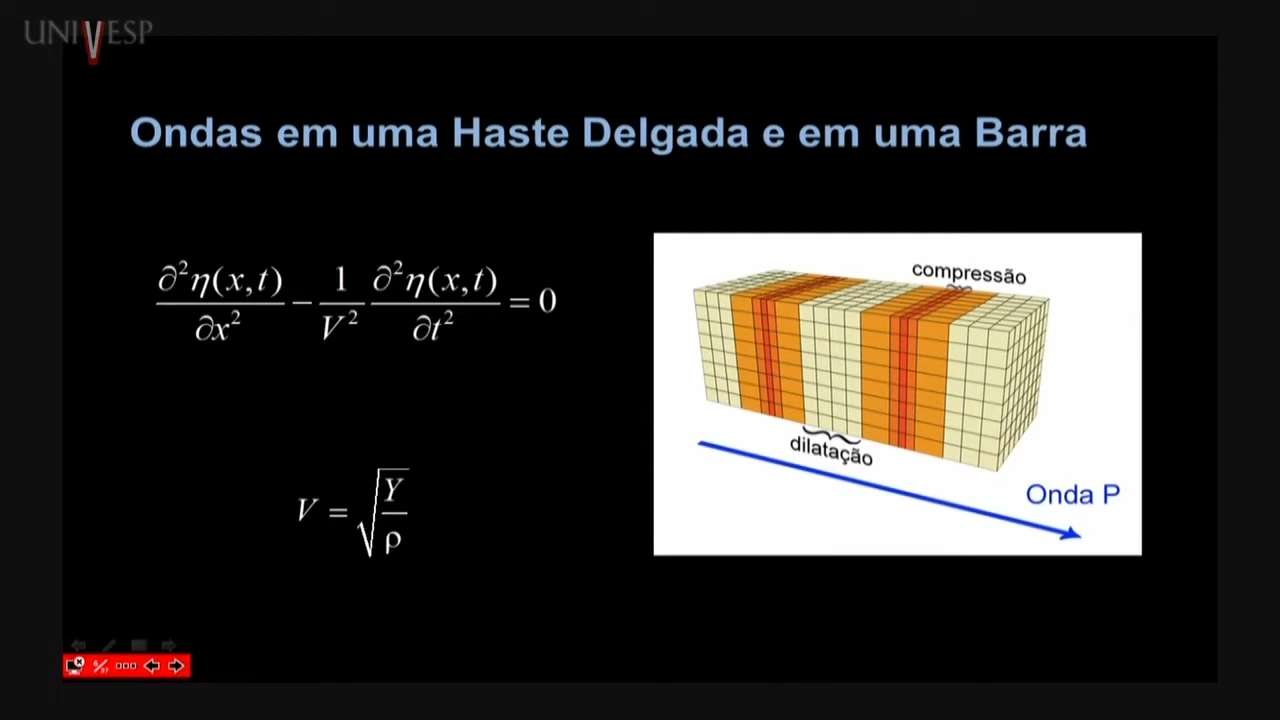 UNIVESP
Ondas em uma Haste Delgada e em uma Barra
∂²η(x,t)/∂x² − 1/V² ∂²η(x,t)/∂t² = 0
V = √(Y/ρ)
compressão
dilatação
Onda P